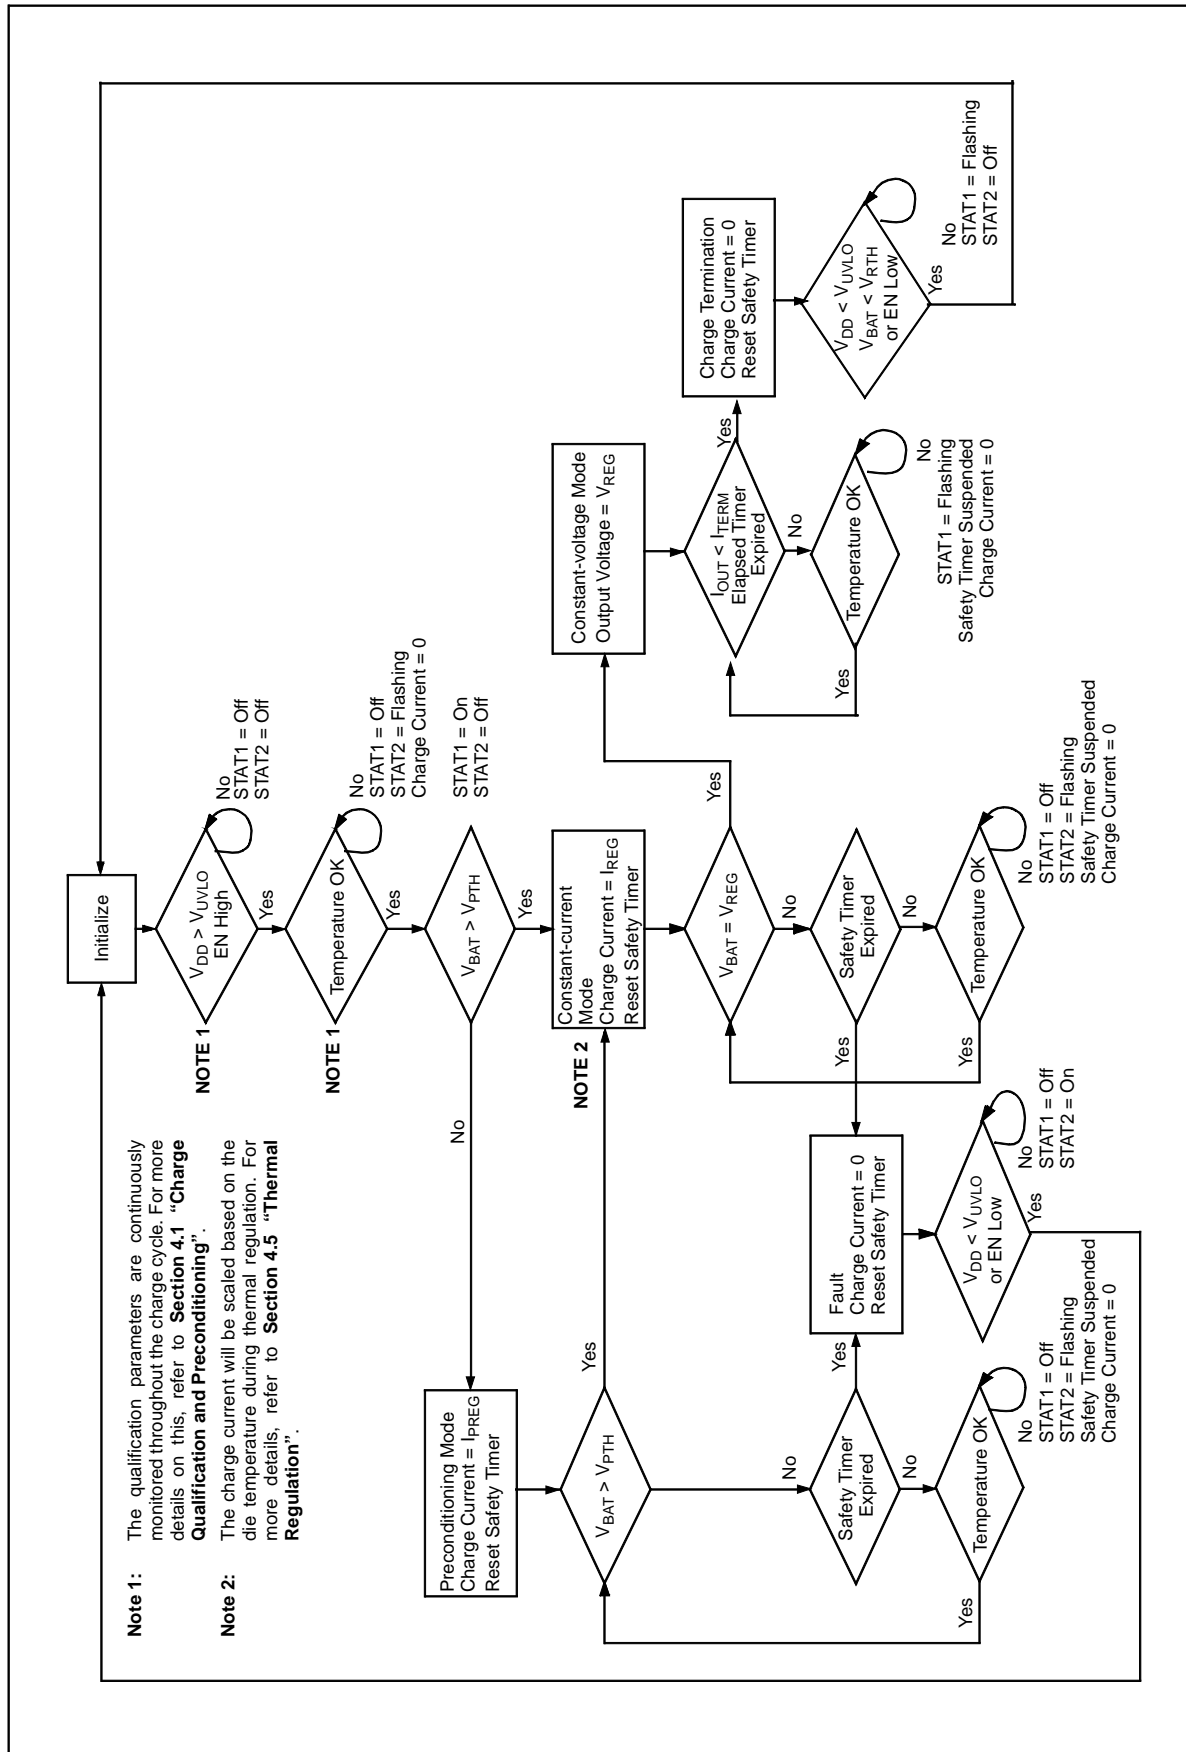 Note 1: The qualification parameters are continuously
monitored throughout the charge cycle. For more
details on this, refer to Section 4.1 “Charge
Qualification and Preconditioning”.
Note 2: The charge current will be scaled based on the
die temperature during thermal regulation. For
more details, refer to Section 4.5 “Thermal
Regulation”.
Initialize
NOTE 1
VDD > VUVLO
EN High
No
STAT1 = Off
STAT2 = Off
Yes
NOTE 1
Temperature OK
No
STAT1 = Off
STAT2 = Flashing
Charge Current = 0
Yes
VBAT > VPTH
STAT1 = On
STAT2 = Off
No
Yes
Preconditioning Mode
Charge Current = IPREG
Reset Safety Timer
VBAT > VPTH
Yes
No
Safety Timer
Expired
Yes
No
Temperature OK
Yes
No
STAT1 = Off
STAT2 = Flashing
Safety Timer Suspended
Charge Current = 0
Fault
Charge Current = 0
Reset Safety Timer
VDD < VUVLO
or EN Low
No
STAT1 = Off
STAT2 = On
Yes
NOTE 2
Constant-current
Mode
Charge Current = IREG
Reset Safety Timer
VBAT = VREG
Yes
No
Safety Timer
Expired
Yes
No
Temperature OK
Yes
No
STAT1 = Off
STAT2 = Flashing
Safety Timer Suspended
Charge Current = 0
Constant-voltage Mode
Output Voltage = VREG
IOUT < ITERM
Elapsed Timer
Expired
Yes
No
Temperature OK
Yes
No
STAT1 = Flashing
Safety Timer Suspended
Charge Current = 0
Charge Termination
Charge Current = 0
Reset Safety Timer
VDD < VUVLO
VBAT < VRTH
or EN Low
No
STAT1 = Flashing
STAT2 = Off
Yes